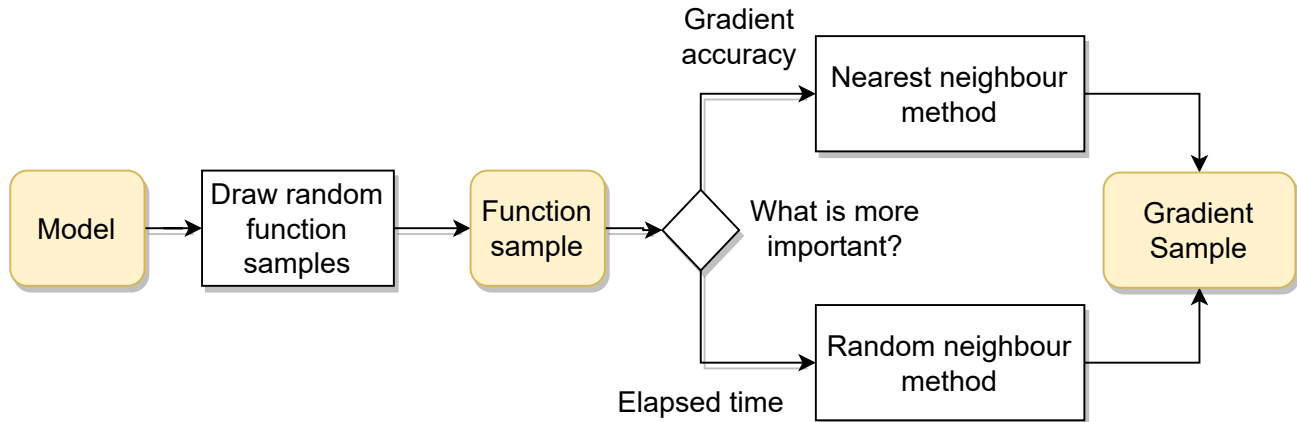 Model
Draw random
function
samples
Function
sample
What is more
important?
Gradient
accuracy
Nearest neighbour
method
Elapsed time
Random neighbour
method
Gradient
Sample